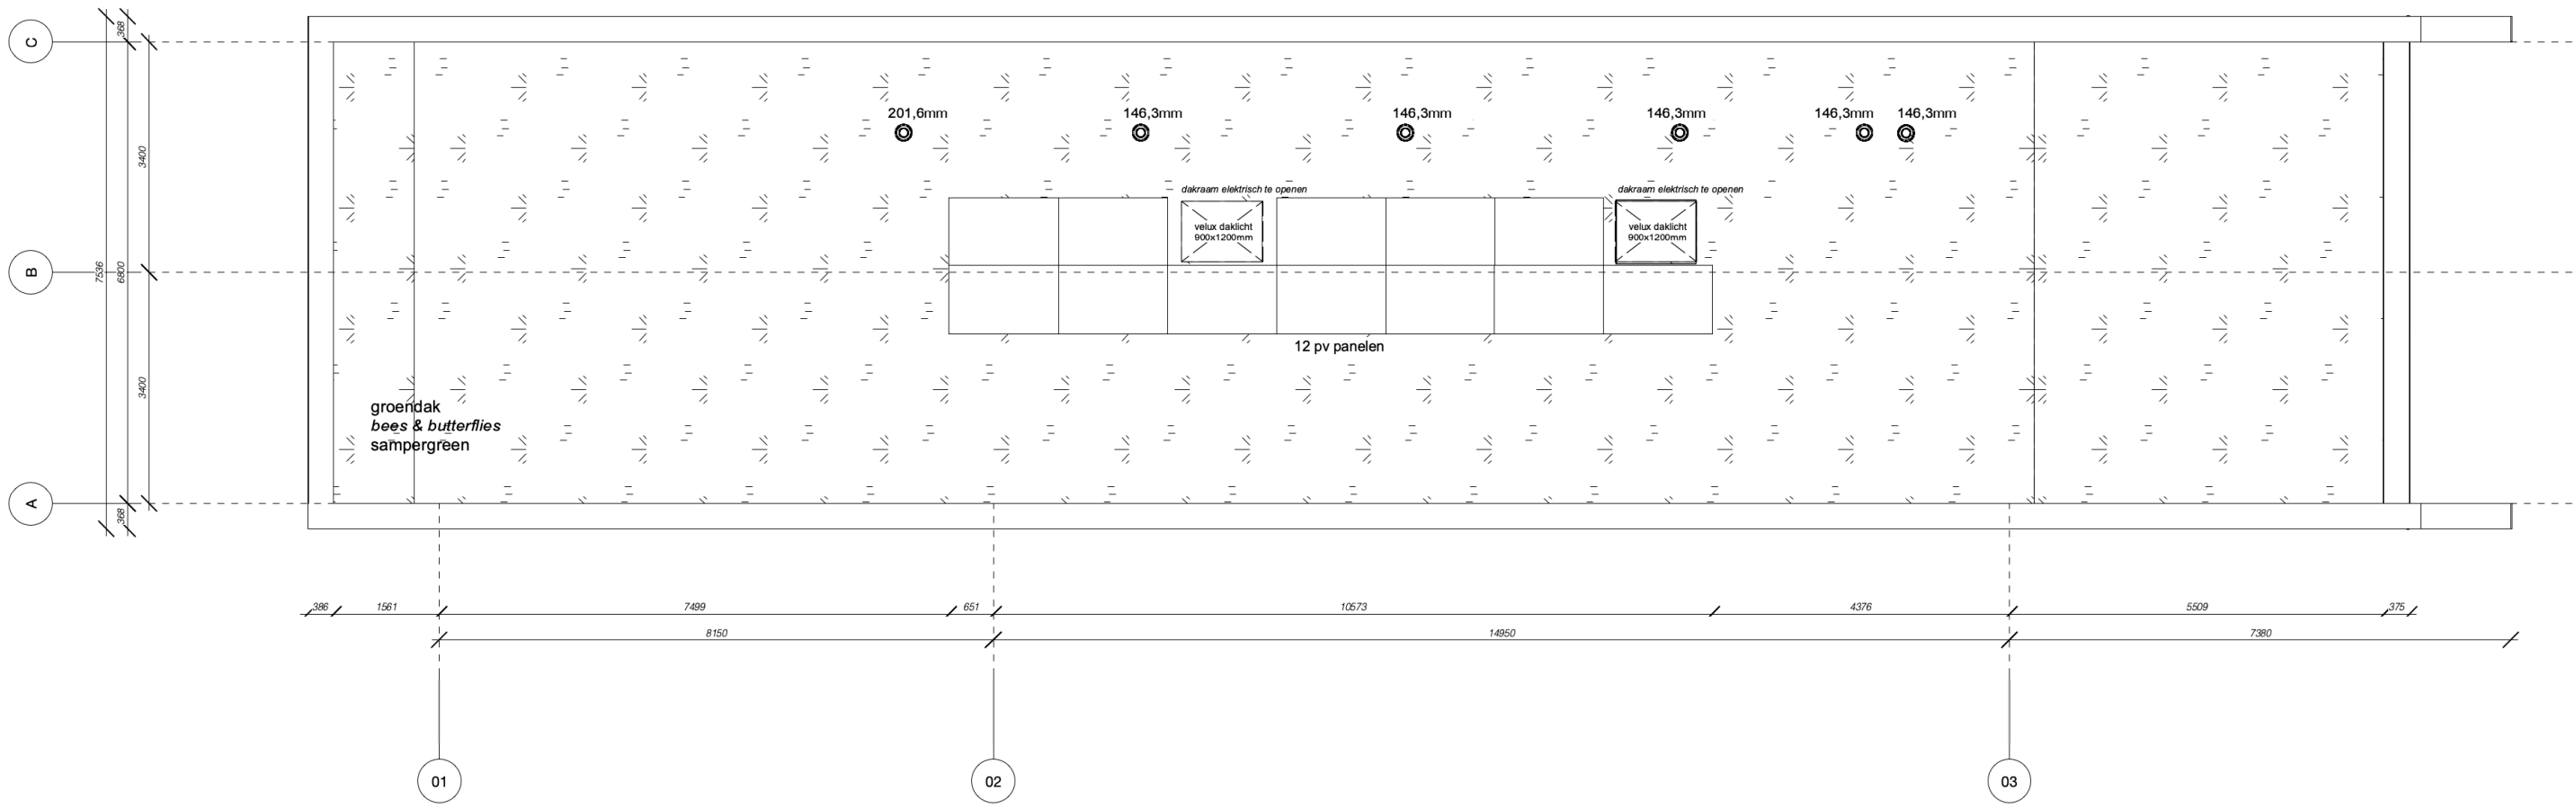 C
B
A
368
3400
7536
6800
3400
368
201,6mm
146,3mm
146,3mm
146,3mm
146,3mm
146,3mm
dakraam elektrisch te openen
dakraam elektrisch te openen
velux daklicht
900x1200mm
velux daklicht
900x1200mm
12 pv panelen
groendak
bees & butterflies
sampergreen
386
1561
7499
651
10573
4376
5509
375
8150
14950
7380
01
02
03